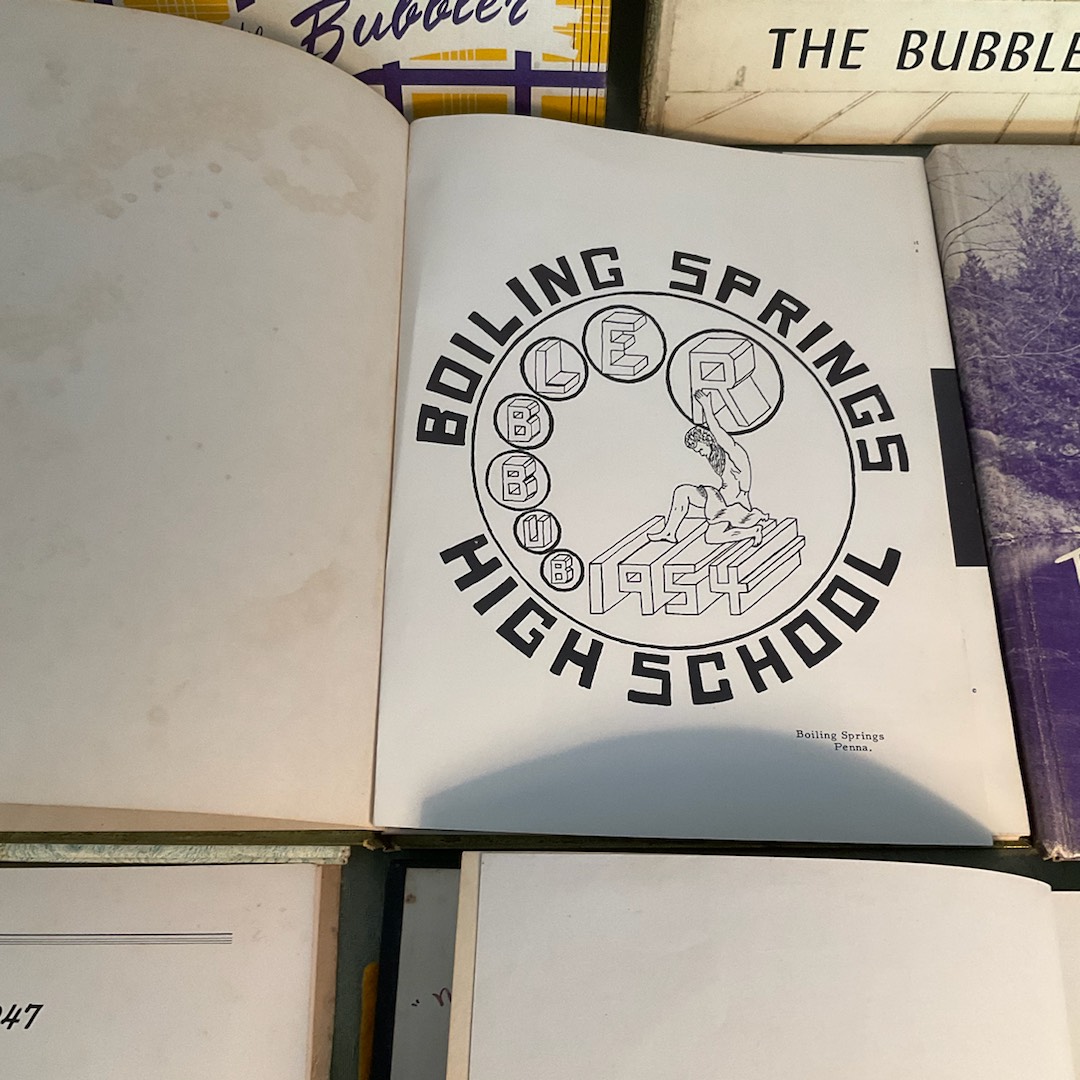 Bubbler
THE BUBBLE
BOILING SPRINGS
BUBBLER
1954
HIGH SCHOOL
Boiling Springs
Penna.
947